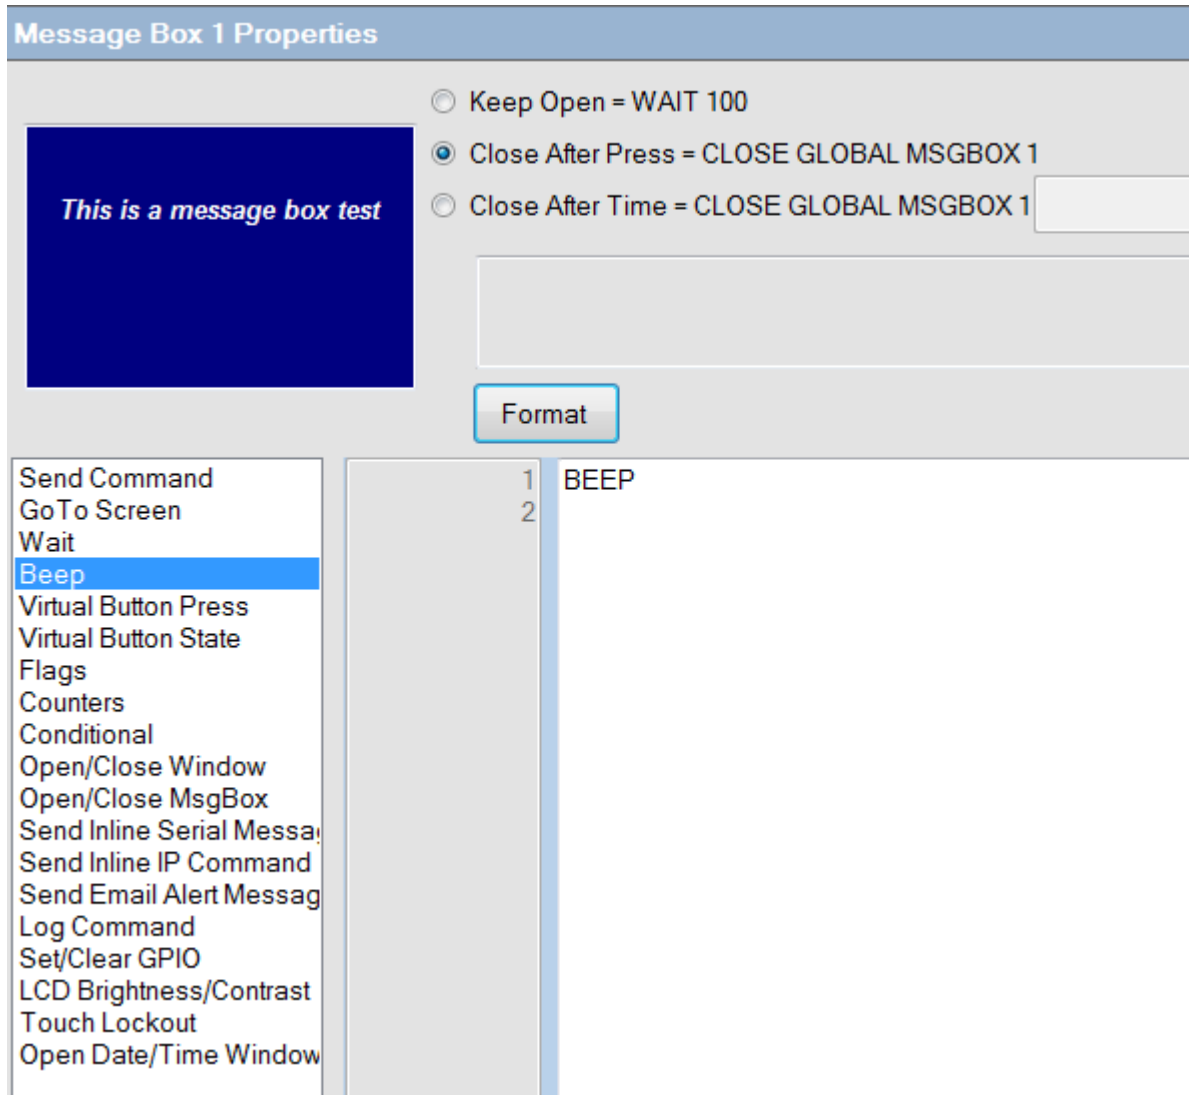 Message Box 1 Properties
Keep Open = WAIT 100
Close After Press = CLOSE GLOBAL MSGBOX 1
This is a message box test
Close After Time = CLOSE GLOBAL MSGBOX 1
Format
Send Command
GoTo Screen
Wait
Beep
Virtual Button Press
Virtual Button State
Flags
Counters
Conditional
Open/Close Window
Open/Close MsgBox
Send Inline Serial Messag
Send Inline IP Command
Send Email Alert Messag
Log Command
Set/Clear GPIO
LCD Brightness/Contrast
Touch Lockout
Open Date/Time Window
1 BEEP
2